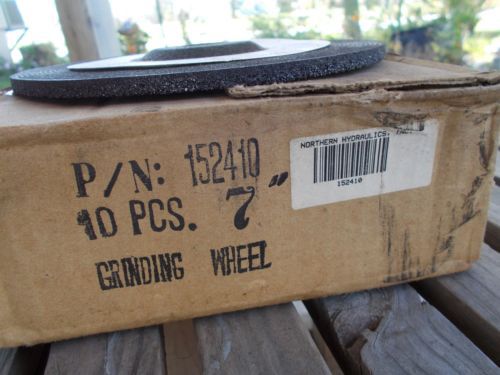 P/N: 152410
10 PCS. 7"
GRINDING WHEEL
NORTHERN HYDRAULICS,
152410